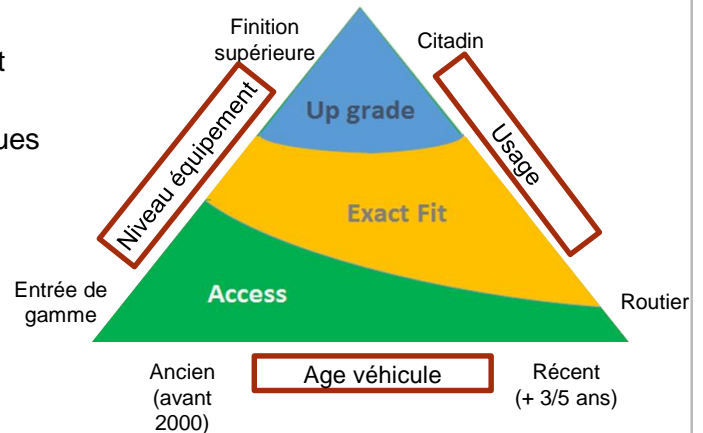 Finition
supérieure
Citadin
t
ues
Up grade
Niveau équipement
Usage
Exact Fit
Access
Entrée de
gamme
Routier
Ancien
(avant
2000)
Age véhicule
Récent
(+ 3/5 ans)